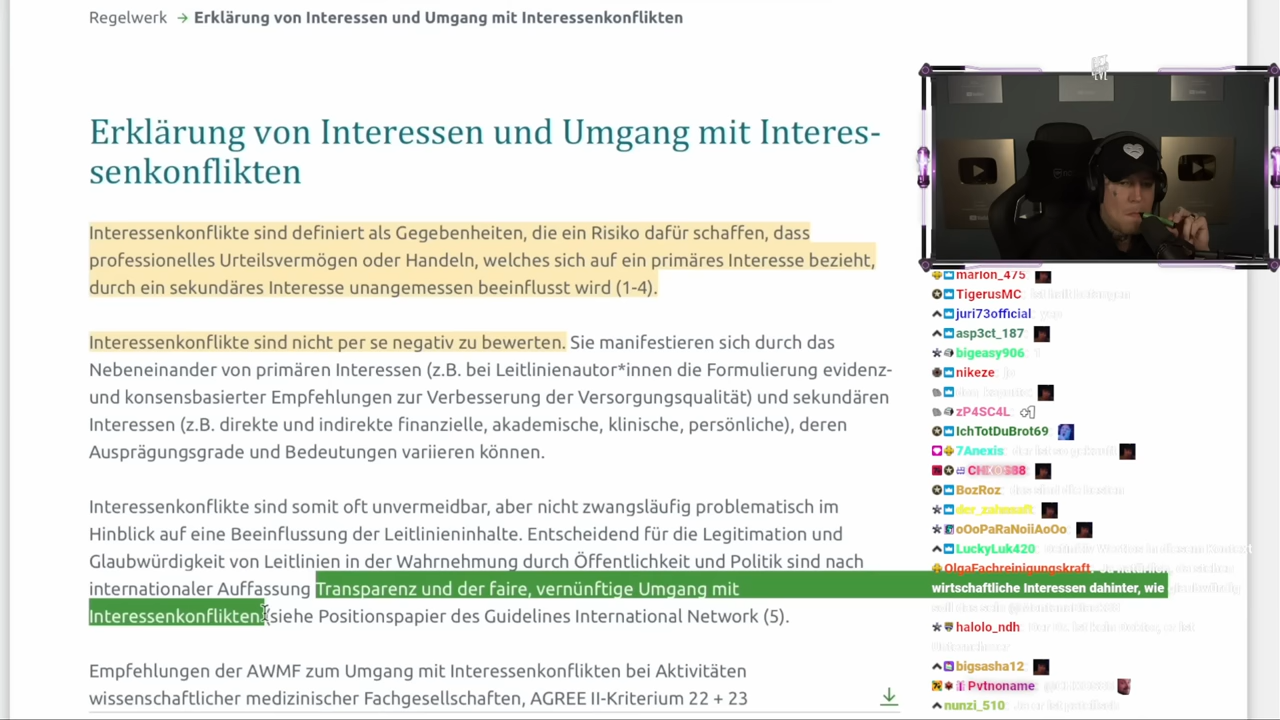 Regelwerk → Erklärung von Interessen und Umgang mit Interessenkonflikten
Erklärung von Interessen und Umgang mit Interes-
senkonflikten
Interessenkonflikte sind definiert als Gegebenheiten, die ein Risiko dafür schaffen, dass
professionelles Urteilsvermögen oder Handeln, welches sich auf ein primäres Interesse bezieht,
durch ein sekundäres Interesse unangemessen beeinflusst wird (1-4).
Interessenkonflikte sind nicht per se negativ zu bewerten. Sie manifestieren sich durch das
Nebeneinander von primären Interessen (z.B. bei Leitlinienautor*innen die Formulierung evidenz-
und konsensbasierter Empfehlungen zur Verbesserung der Versorgungsqualität) und sekundären
Interessen (z.B. direkte und indirekte finanzielle, akademische, klinische, persönliche), deren
Ausprägungsgrade und Bedeutungen variieren können.
Interessenkonflikte sind somit oft unvermeidbar, aber nicht zwangsläufig problematisch im
Hinblick auf eine Beeinflussung der Leitlinieninhalte. Entscheidend für die Legitimation und
Glaubwürdigkeit von Leitlinien in der Wahrnehmung durch Öffentlichkeit und Politik sind nach
internationaler Auffassung Transparenz und der faire, vernünftige Umgang mit
Interessenkonflikten (siehe Positionspapier des Guidelines International Network (5).
Empfehlungen der AWMF zum Umgang mit Interessenkonflikten bei Aktivitäten
wissenschaftlicher medizinischer Fachgesellschaften, AGREE II-Kriterium 22 + 23
marlon_475
TigerusMC
juri73official
asp3ct_187
bigeasy906
nikeze
zP4SC4L
IchTotDuBrot69
7Anexis
BozRoz
der_zahnsaft
oOoPaRaNoiiAoOo
LuckyLuk420
OlgaFachreinigungskraft
wirtschaftliche Interessen dahinter, wie
halolo_ndh
bigsasha12
Pvtnoname
nunzi_510